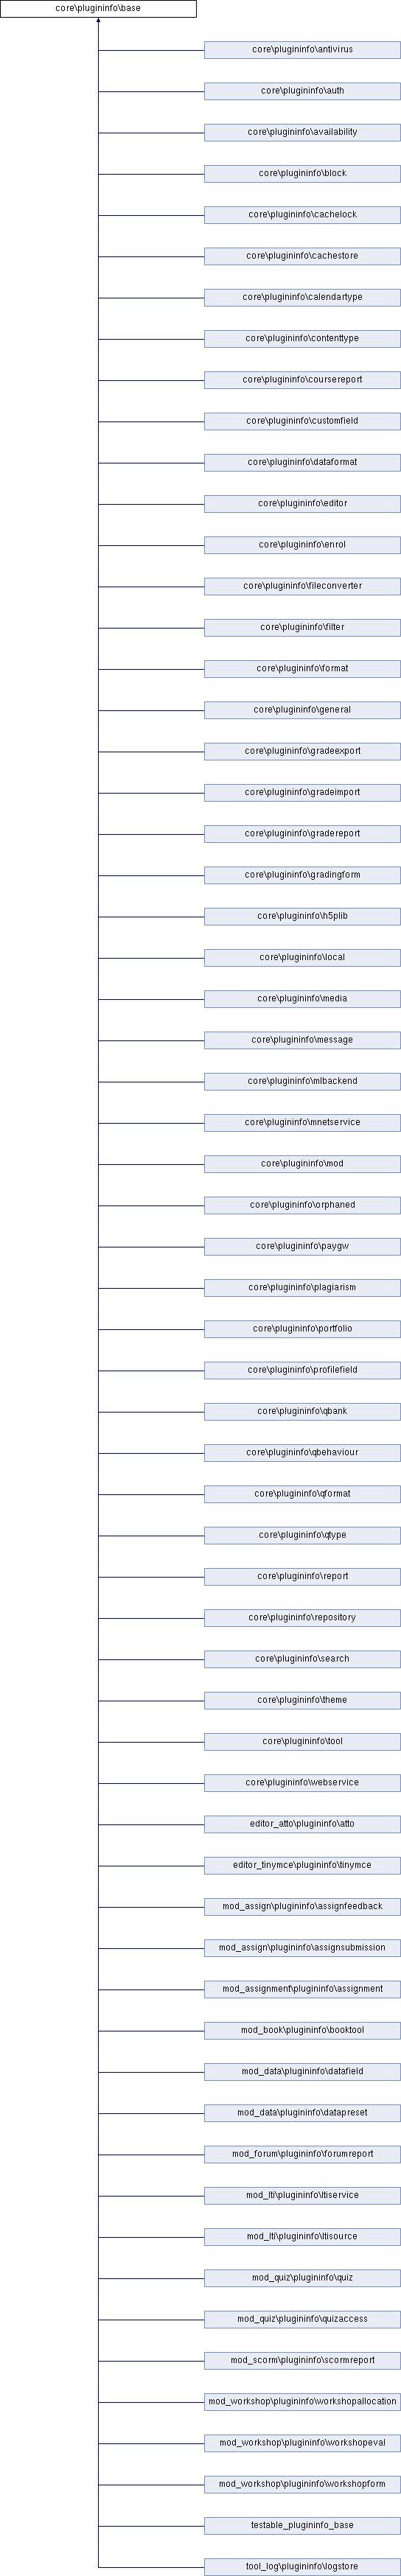 core\plugininfo\base
core\plugininfo\antivirus
core\plugininfo\auth
core\plugininfo\availability
core\plugininfo\block
core\plugininfo\cachelock
core\plugininfo\cachestore
core\plugininfo\calendartype
core\plugininfo\contenttype
core\plugininfo\coursereport
core\plugininfo\customfield
core\plugininfo\dataformat
core\plugininfo\editor
core\plugininfo\enrol
core\plugininfo\fileconverter
core\plugininfo\filter
core\plugininfo\format
core\plugininfo\general
core\plugininfo\gradeexport
core\plugininfo\gradeimport
core\plugininfo\gradereport
core\plugininfo\gradingform
core\plugininfo\h5plib
core\plugininfo\local
core\plugininfo\media
core\plugininfo\message
core\plugininfo\mlbackend
core\plugininfo\mnetservice
core\plugininfo\mod
core\plugininfo\orphaned
core\plugininfo\paygw
core\plugininfo\plagiarism
core\plugininfo\portfolio
core\plugininfo\profilefield
core\plugininfo\qbank
core\plugininfo\qbehaviour
core\plugininfo\qformat
core\plugininfo\qtype
core\plugininfo\report
core\plugininfo\repository
core\plugininfo\search
core\plugininfo\theme
core\plugininfo\tool
core\plugininfo\webservice
editor_atto\plugininfo\atto
editor_tinymce\plugininfo\tinymce
mod_assign\plugininfo\assignfeedback
mod_assign\plugininfo\assignsubmission
mod_assignment\plugininfo\assignment
mod_book\plugininfo\booktool
mod_data\plugininfo\datafield
mod_data\plugininfo\datapreset
mod_forum\plugininfo\forumreport
mod_lti\plugininfo\ltiservice
mod_lti\plugininfo\ltisource
mod_quiz\plugininfo\quiz
mod_quiz\plugininfo\quizaccess
mod_scorm\plugininfo\scormreport
mod_workshop\plugininfo\workshopallocation
mod_workshop\plugininfo\workshopeval
mod_workshop\plugininfo\workshopform
testable_plugininfo_base
tool_log\plugininfo\logstore